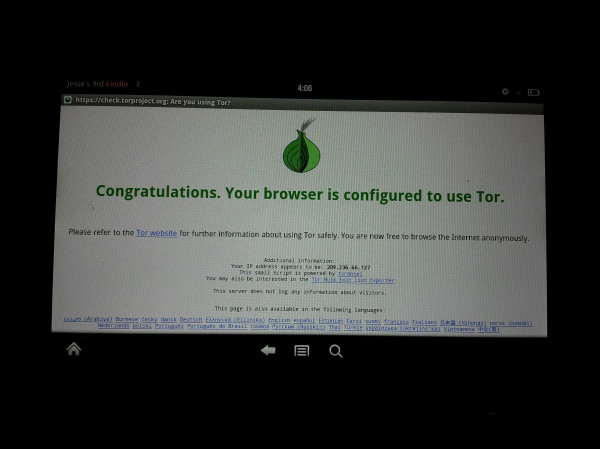 Jesse's 3rd Kindle 2 4:06
https://check.torproject.org: Are you using Tor?
Congratulations. Your browser is configured to use Tor.
Please refer to the Tor website for further information about using Tor safely. You are now free to browse the Internet anonymously.
Additional information:
Your IP address appears to be: 209.236.66.137
This small script is powered by TorDNSEL
You may also be interested in the Tor Bulk Exit List Exporter
This server does not log any information about visitors.
This page is also available in the following languages:
(Arabiya) Burmese česky dansk Deutsch Ελληνικά (Ellinika) English español Estonian farsi suomi français Italiano 日本語 (Nihongo) norsk (bokmål)
Nederlands polski Português Português do Brasil română Русский (Russkij) Thai Türkçe українська (ukrajins'ka) Vietnamese 中文(简)